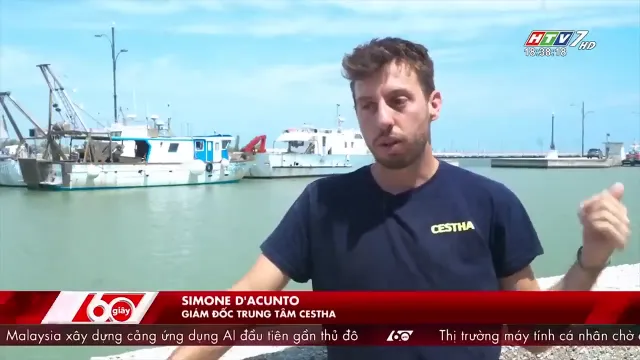 HTV7 HD
18:38:18
CESTHA
60 giây
SIMONE D'ACUNTO
GIÁM ĐỐC TRUNG TÂM CESTHA
Malaysia xây dựng cảng ứng dụng AI đầu tiên gần thủ đô
60
Thị trường máy tính cá nhân chờ